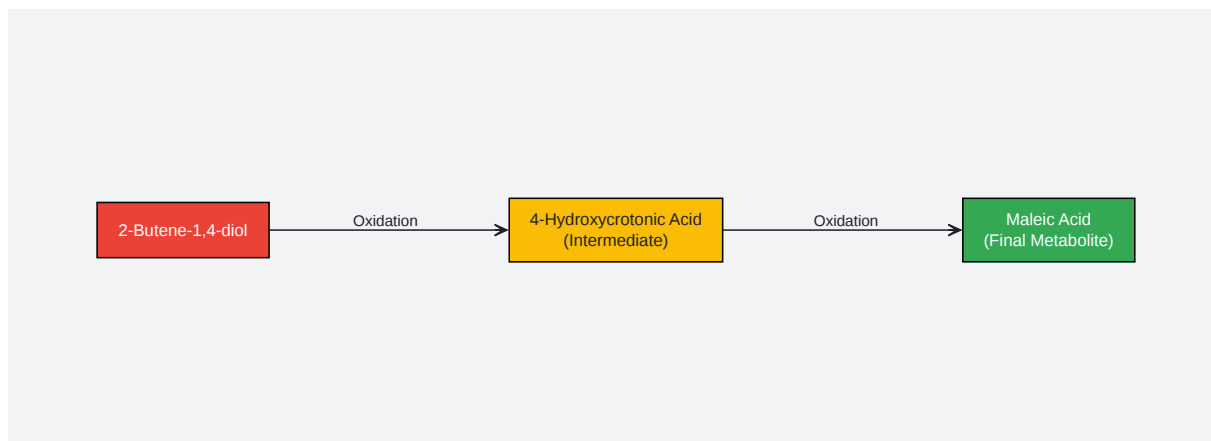 2-Butene-1,4-diol
Oxidation
4-Hydroxycrotonic Acid
(Intermediate)
Oxidation
Maleic Acid
(Final Metabolite)